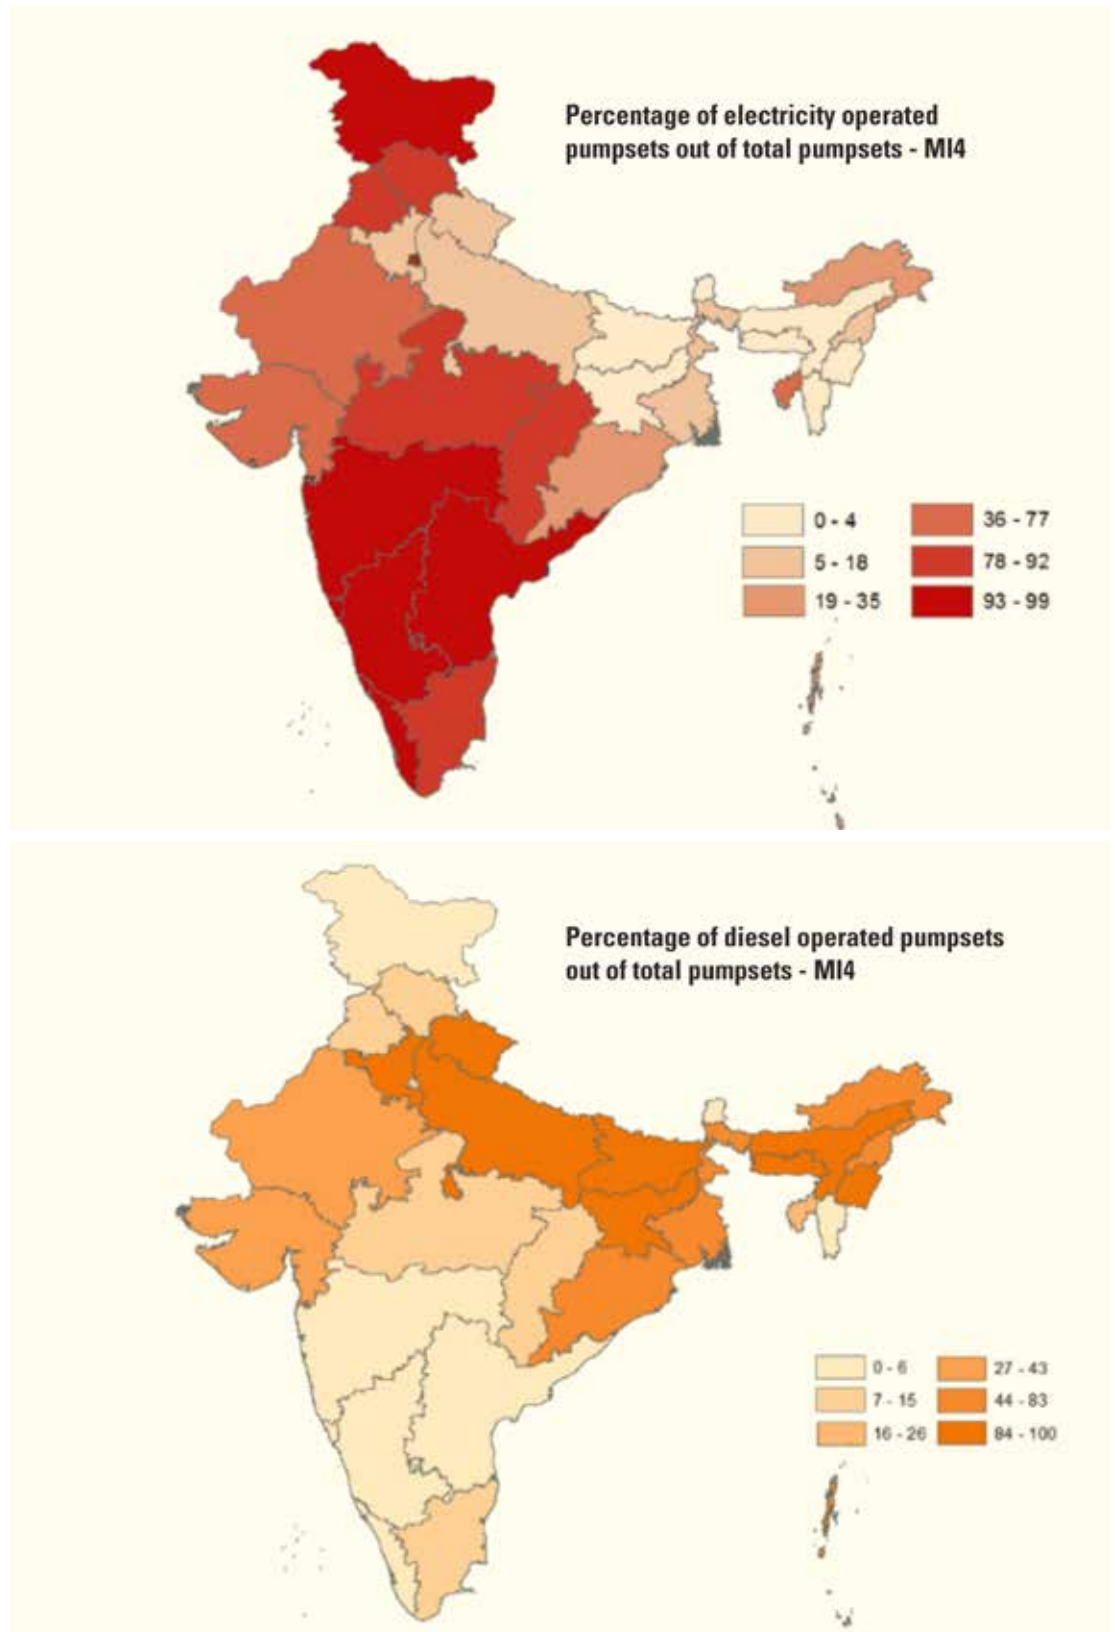 Percentage of electricity operated
pumpsets out of total pumpsets - MI4
0 - 4
36 - 77
5 - 18
78 - 92
19 - 35
93 - 99
Percentage of diesel operated pumpsets
out of total pumpsets - MI4
0 - 6
27 - 43
7 - 15
44 - 83
16 - 26
84 - 100